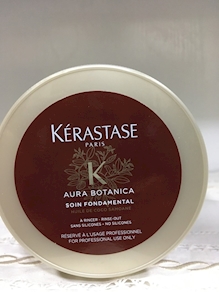 KÉRASTASE
PARIS
K
AURA BOTANICA
SOIN FONDAMENTAL
A RINCER - RINSE-OUT
SANS SILICONES - NO SILICONES
RESERVÉ À L'USAGE PROFESSIONNEL
FOR PROFESSIONAL USE ONLY